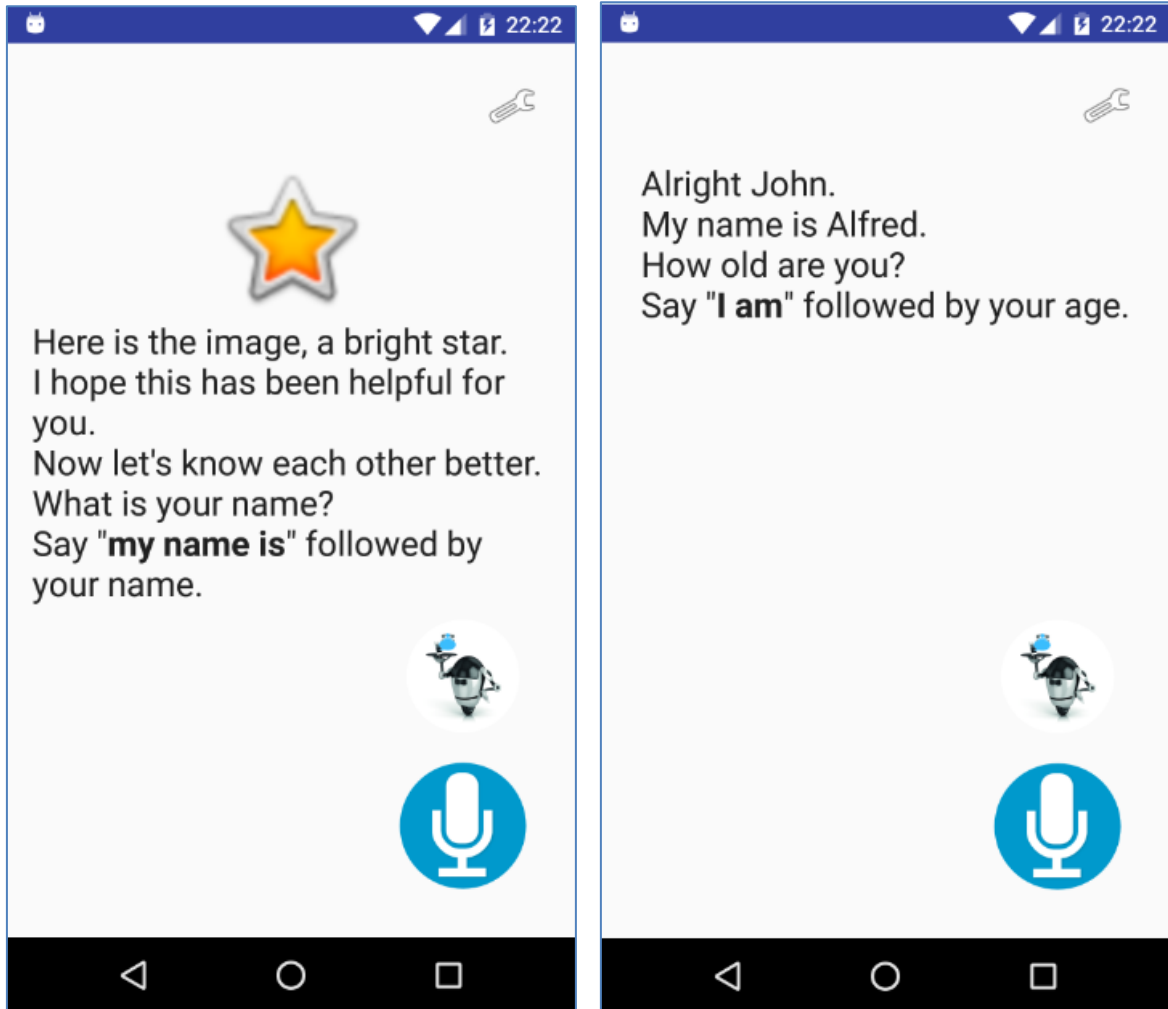 22:22
Here is the image, a bright star.
I hope this has been helpful for
you.
Now let's know each other better.
What is your name?
Say "my name is" followed by
your name.
22:22
Alright John.
My name is Alfred.
How old are you?
Say "I am" followed by your age.